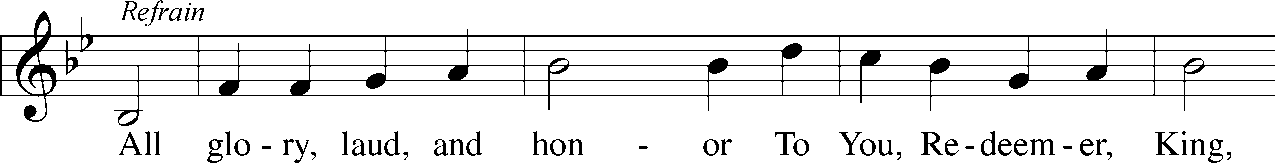 Refrain
All glo - ry, laud, and hon - or To You, Re - deem - er, King,